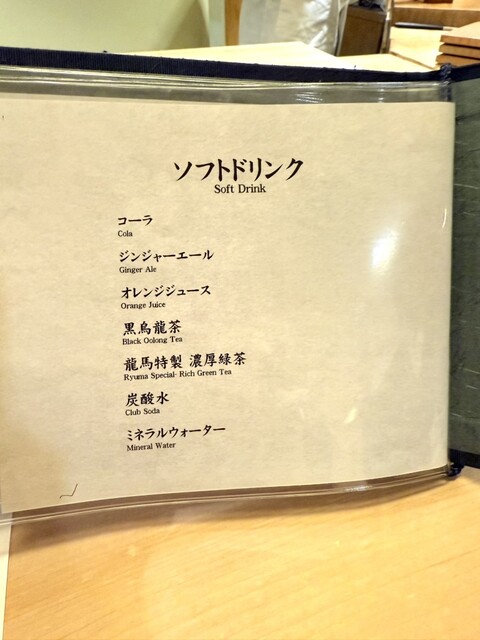 ソフトドリンク
Soft Drink
コーラ
Cola
ジンジャーエール
Ginger Ale
オレンジジュース
Orange Juice
黒烏龍茶
Black Oolong Tea
龍馬特製 濃厚緑茶
Ryuma Special- Rich Green Tea
炭酸水
Club Soda
ミネラルウォーター
Mineral Water